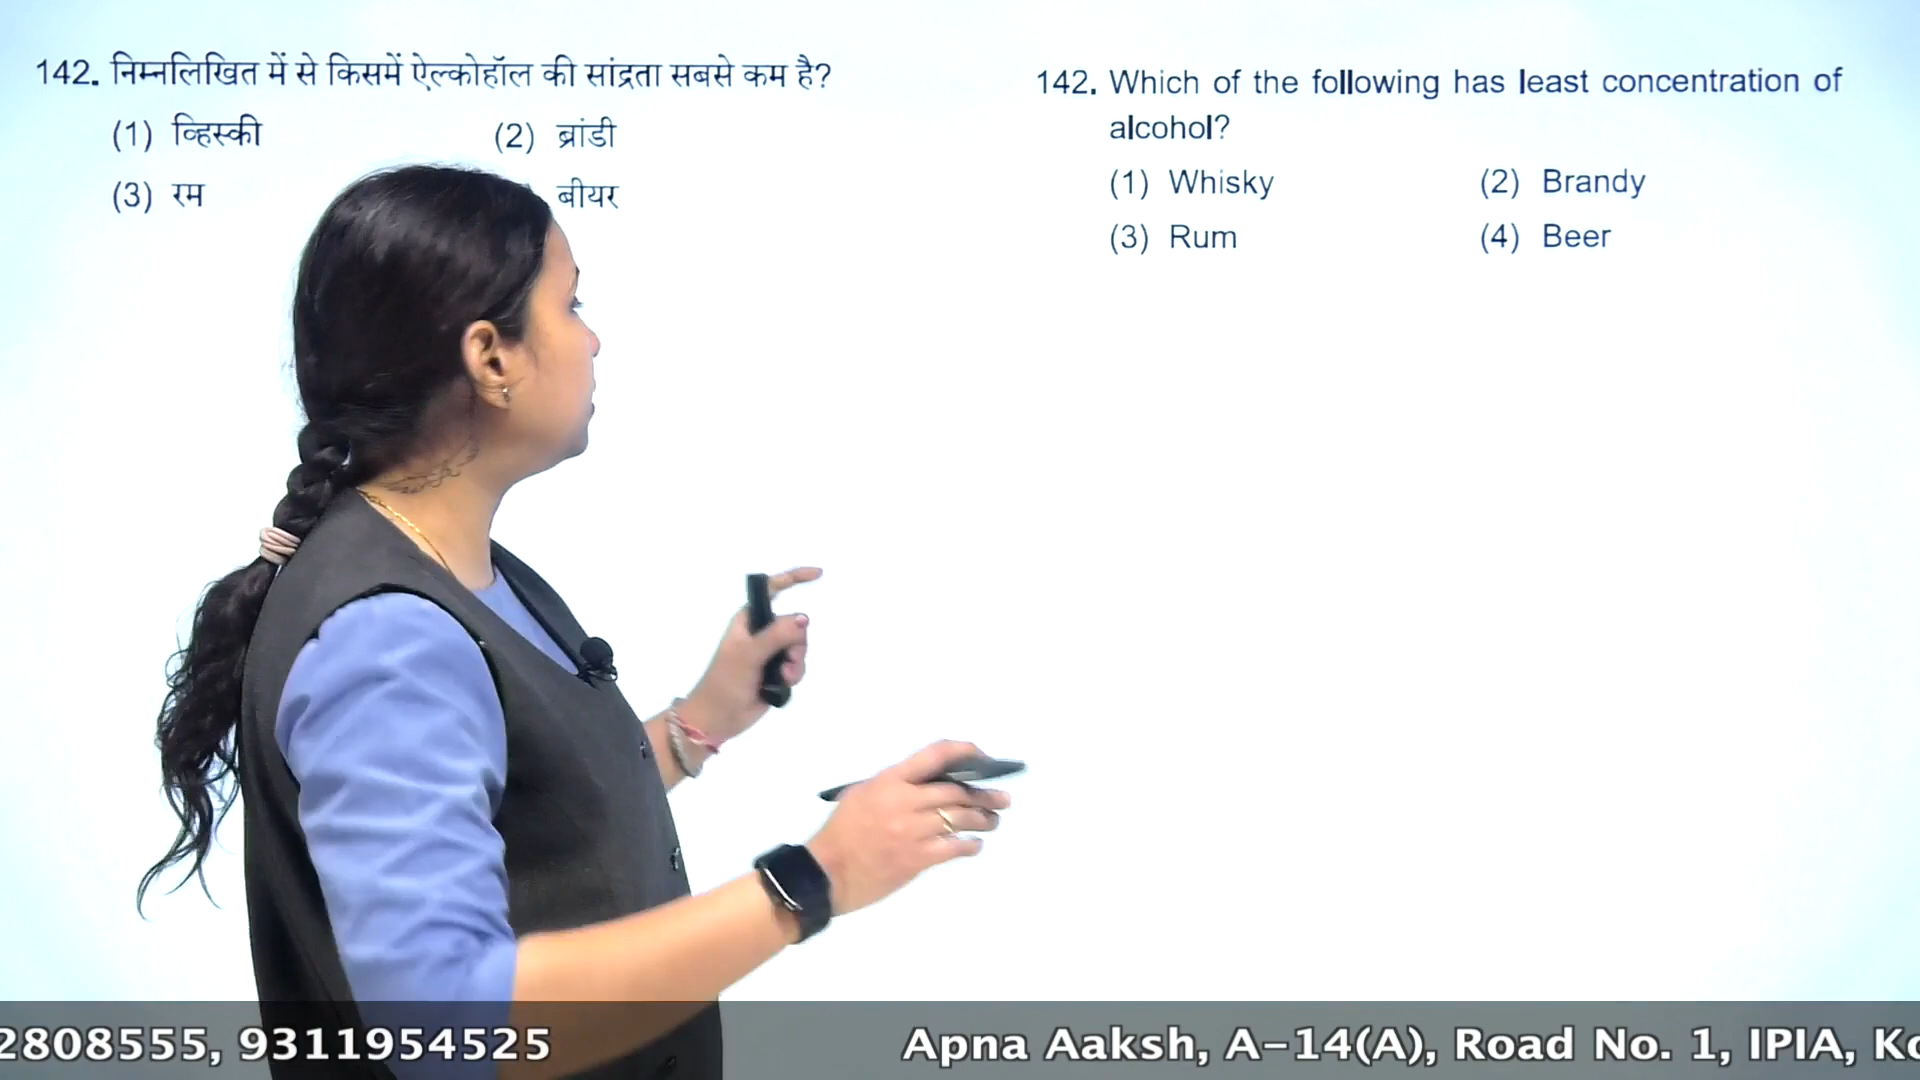 142. निम्नलिखित में से किसमें ऐल्कोहॉल की सांद्रता सबसे कम है?
(1) व्हिस्की (2) ब्रांडी
(3) रम बीयर
142. Which of the following has least concentration of
alcohol?
(1) Whisky (2) Brandy
(3) Rum (4) Beer
2808555, 9311954525 Apna Aaksh, A-14(A), Road No. 1, IPIA,